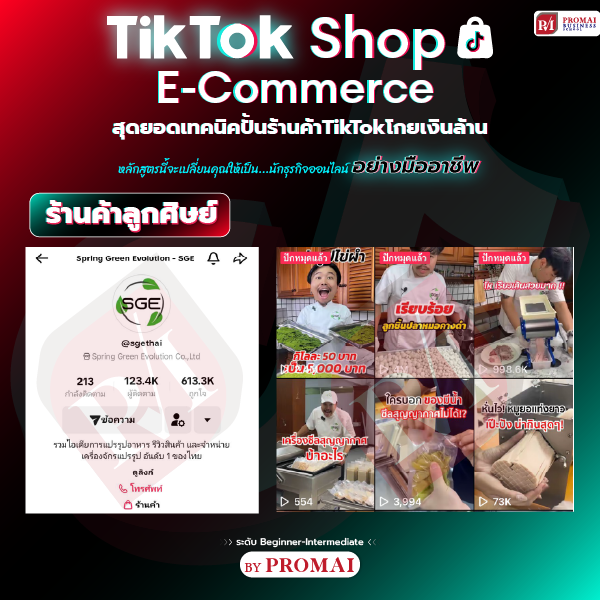 TikTok Shop
PROMAI
BUSINESS
SCHOOL
E-Commerce
สุดยอดเทคนิคปั้นร้านค้าTikTokโกยเงินล้าน
หลักสูตรนี้จะเปลี่ยนคุณให้เป็น...นักธุรกิจออนไลน์ อย่างมืออาชีพ
ร้านค้าลูกศิษย์
Spring Green Evolution - SGE
SGE
@sgethai
Spring Green Evolution Co.,Ltd
213 123.4K 613.3K
กำลังติดตาม ผู้ติดตาม ถูกใจ
ข้อความ
รวมไอเดียการแปรรูปอาหาร รีวิวสินค้า และจำหน่าย
เครื่องจักรแปรรูป อันดับ 1 ของไทย
ดูลิงก์
โทรศัพท์
ร้านค้า
ปักหมุดแล้ว
ไข่ผำ
กิโลละ 50 บาท
ปักหมุดแล้ว
เรียบร้อย
ลูกชิ้นปลาหมอคางดำ
ปักหมุดแล้ว
998.6K
เครื่องซีลสุญญากาศ
บ้าอะไร
554
ใครบอก ของมีน้ำ
ซีลสุญญากาศไม่ได้!?
3,994
หั่นไว! หมูยอแท่งยาว
เป๊ะปัง น่ากินสุดๆ!
73K
›› ระดับ Beginner-Intermediate ‹‹
BY PROMAI